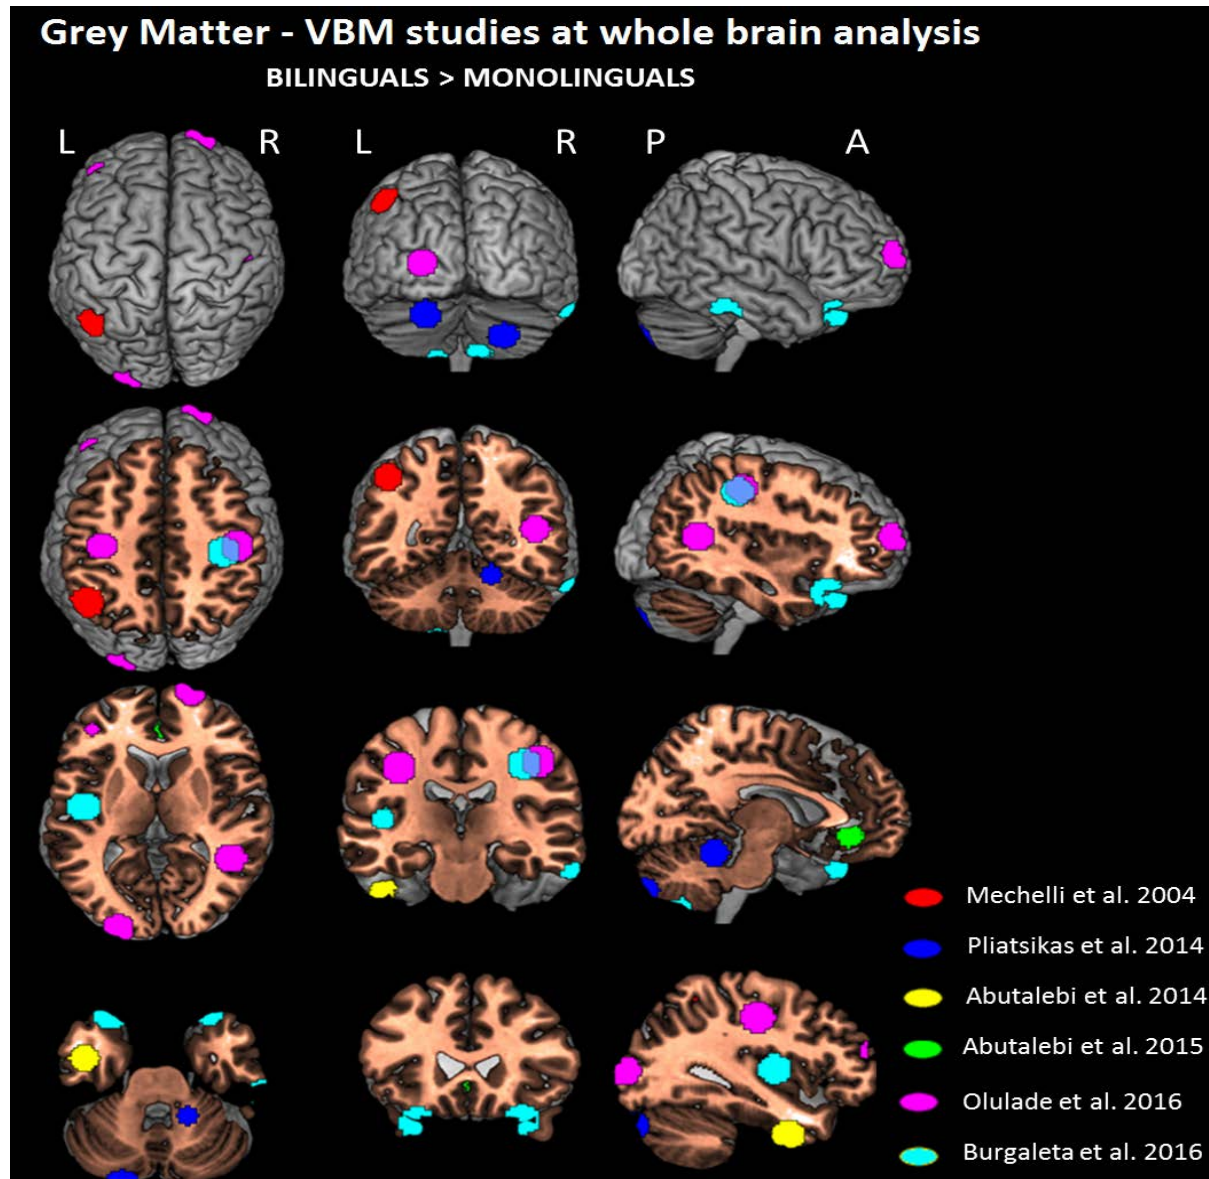 Grey Matter - VBM studies at whole brain analysis
BILINGUALS > MONOLINGUALS
L R L R P A
Mechelli et al. 2004
Pliatsikas et al. 2014
Abutalebi et al. 2014
Abutalebi et al. 2015
Olulade et al. 2016
Burgaleta et al. 2016